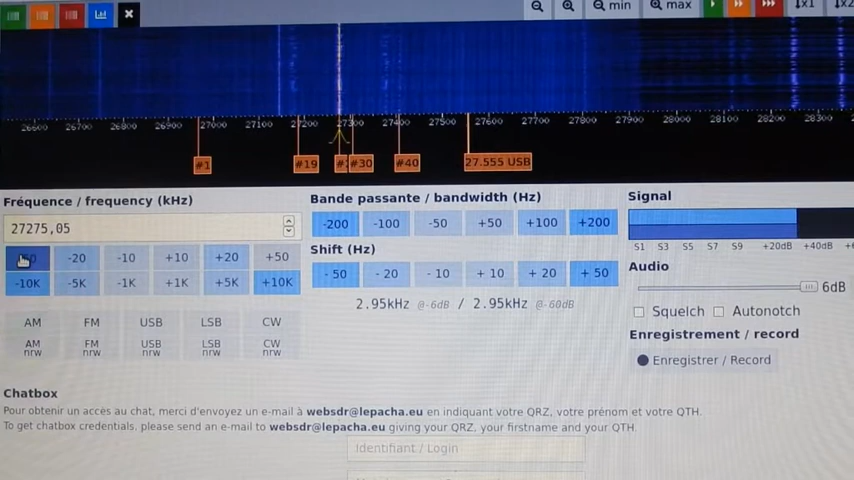 min max ↓x1 ↓x2
26600 26700 26800 26900 27000 27100 27200 27300 27400 27500 27600 27700 27800 27900 28000 28100 28200 28300
#1 #19 #30 #40 27.555 USB
Fréquence / frequency (kHz)
27275,05
-20 -10 +10 +20 +50
-10K -5K -1K +1K +5K +10K
AM FM USB LSB CW
AM FM USB LSB CW
nrw nrw nrw nrw nrw
Bande passante / bandwidth (Hz)
-200 -100 -50 +50 +100 +200
Shift (Hz)
- 50 - 20 - 10 + 10 + 20 + 50
2.95kHz @-6dB / 2.95kHz @-60dB
Signal
S1 S3 S5 S7 S9 +20dB +40dB
Audio
6dB
Squelch Autonotch
Enregistrement / record
Enregistrer / Record
Chatbox
Pour obtenir un accès au chat, merci d'envoyez un e-mail à websdr@lepacha.eu en indiquant votre QRZ, votre prénom et votre QTH.
To get chatbox credentials, please send an e-mail to websdr@lepacha.eu giving your QRZ, your firstname and your QTH.
Identifiant / Login